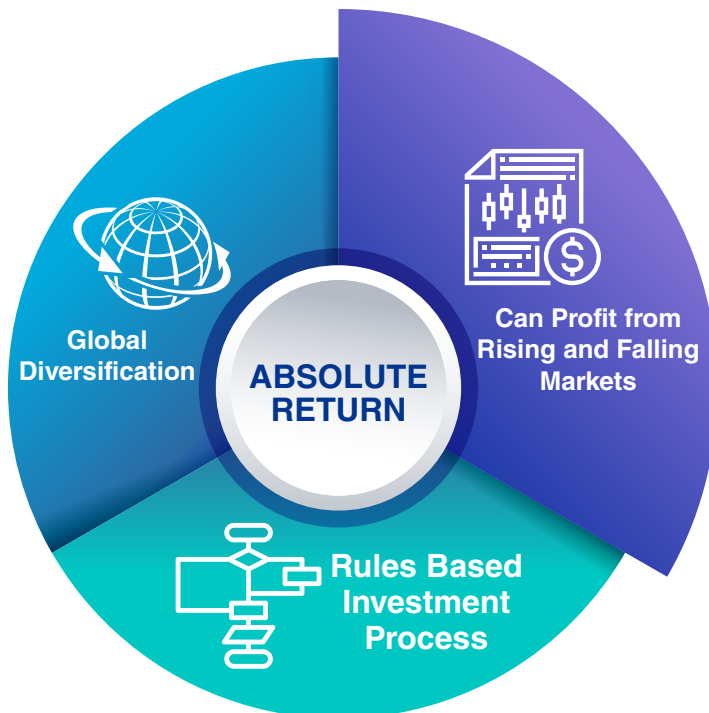 ABSOLUTE
RETURN
Global
Diversification
$
Can Profit from
Rising and Falling
Markets
Rules Based
Investment
Process